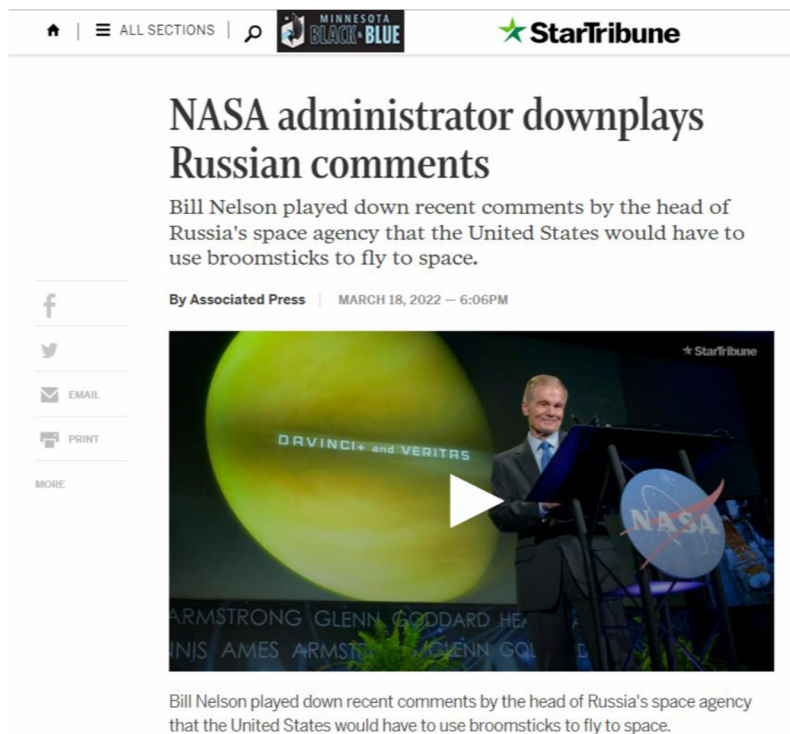 ALL SECTIONS
MINNESOTA
BLACK & BLUE
StarTribune
NASA administrator downplays
Russian comments
Bill Nelson played down recent comments by the head of
Russia's space agency that the United States would have to
use broomsticks to fly to space.
By Associated Press
MARCH 18, 2022 — 6:06PM
EMAIL
PRINT
MORE
StarTribune
DAVINCI+ and VERITAS
NASA
ARMSTRONG GLENN GODDARD
AMES
GLENN
Bill Nelson played down recent comments by the head of Russia's space agency
that the United States would have to use broomsticks to fly to space.